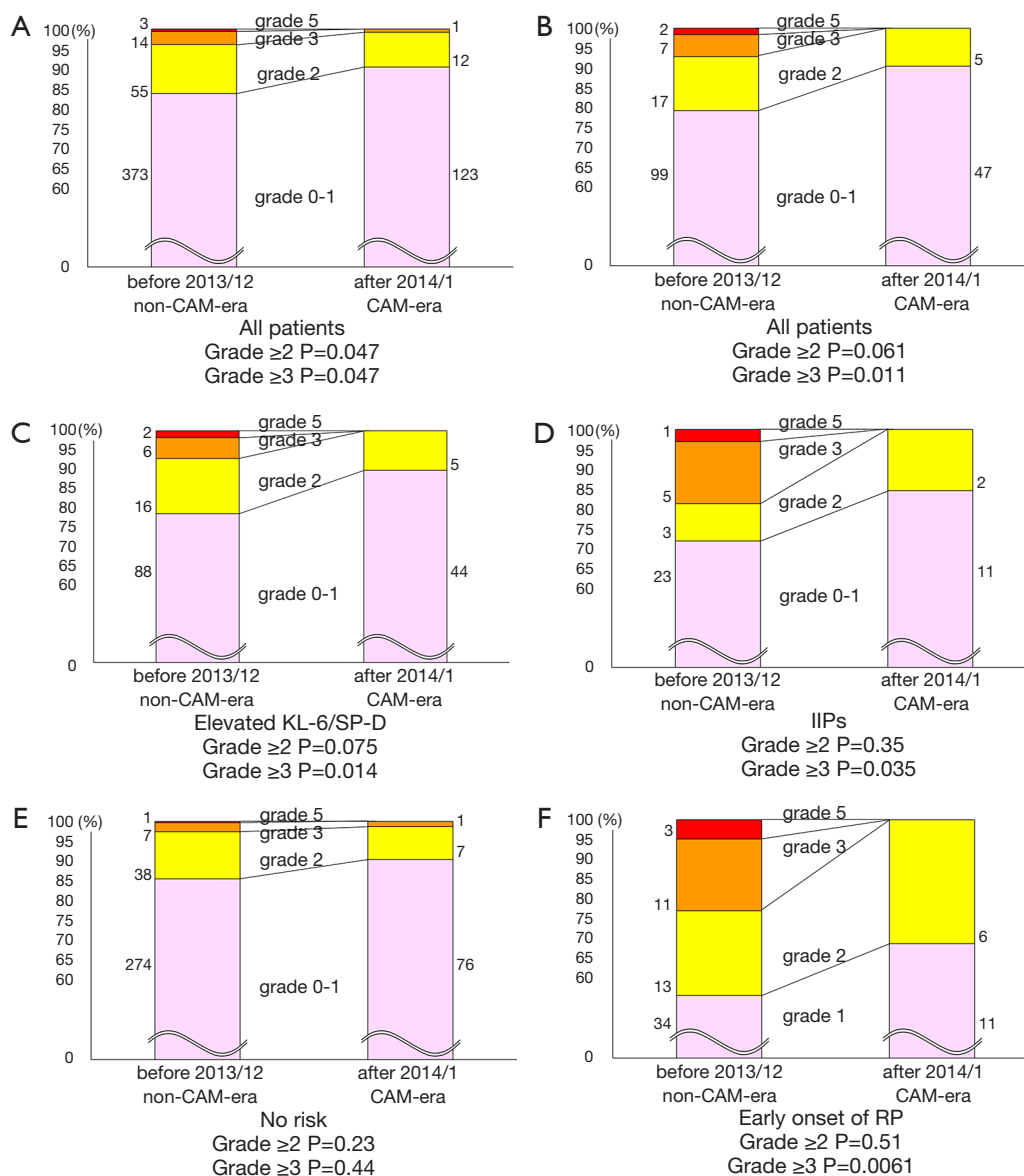 A
100 (%)
95
90
85
80
75
70
65
60
0
3
14
55
373
grade 5
grade 3
grade 2
grade 0-1
1
12
123
before 2013/12
non-CAM-era
after 2014/1
CAM-era
All patients
Grade ≥2 P=0.047
Grade ≥3 P=0.047
B
100 (%)
95
90
85
80
75
70
65
60
0
2
7
17
99
grade 5
grade 3
grade 2
grade 0-1
5
47
before 2013/12
non-CAM-era
after 2014/1
CAM-era
All patients
Grade ≥2 P=0.061
Grade ≥3 P=0.011
C
100 (%)
95
90
85
80
75
70
65
60
0
2
6
16
88
grade 5
grade 3
grade 2
grade 0-1
5
44
before 2013/12
non-CAM-era
after 2014/1
CAM-era
Elevated KL-6/SP-D
Grade ≥2 P=0.075
Grade ≥3 P=0.014
D
100 (%)
95
90
85
80
75
70
65
60
0
1
5
3
23
grade 5
grade 3
grade 2
grade 0-1
2
11
before 2013/12
non-CAM-era
after 2014/1
CAM-era
IIPs
Grade ≥2 P=0.35
Grade ≥3 P=0.035
E
100 (%)
95
90
85
80
75
70
65
60
0
1
7
38
274
grade 5
grade 3
grade 2
grade 0-1
1
7
76
before 2013/12
non-CAM-era
after 2014/1
CAM-era
No risk
Grade ≥2 P=0.23
Grade ≥3 P=0.44
F
100 (%)
95
90
85
80
75
70
65
60
0
3
11
13
34
grade 5
grade 3
grade 2
grade 1
6
11
before 2013/12
non-CAM-era
after 2014/1
CAM-era
Early onset of RP
Grade ≥2 P=0.51
Grade ≥3 P=0.0061